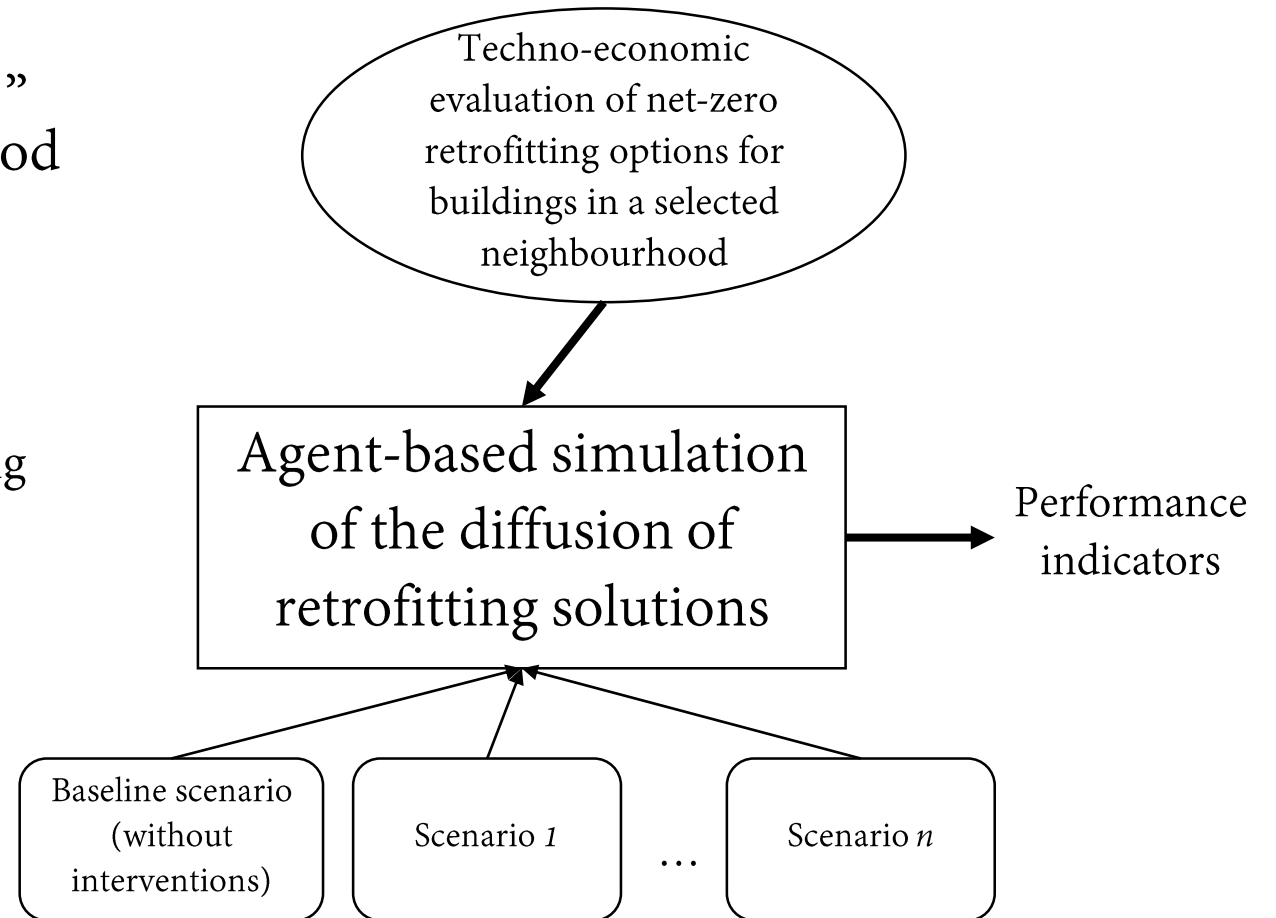 ”
od
Techno-economic
evaluation of net-zero
retrofitting options for
buildings in a selected
neighbourhood
g
Agent-based simulation
of the diffusion of
retrofitting solutions
Performance
indicators
Baseline scenario
(without
interventions)
Scenario 1
…
Scenario n